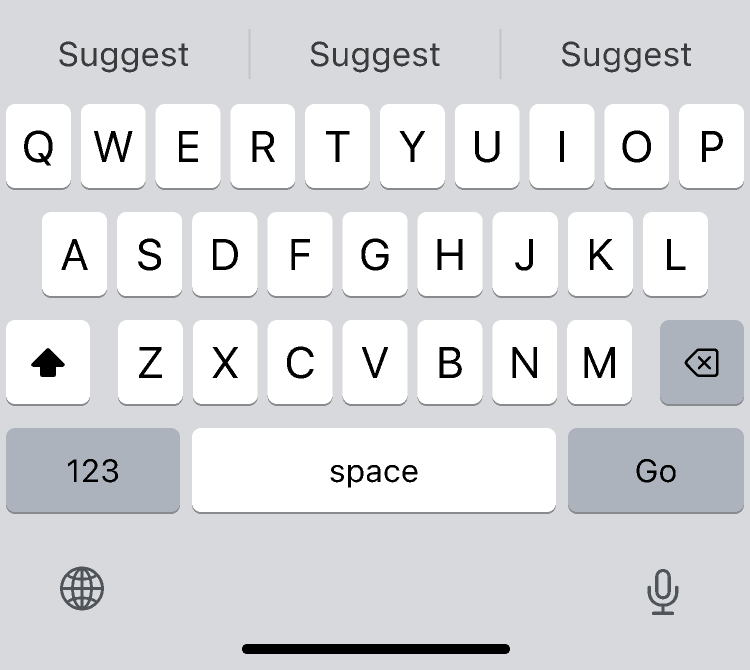 Suggest Suggest Suggest
Q W E R T Y U I O P
A S D F G H J K L
Z X C V B N M
123 space Go